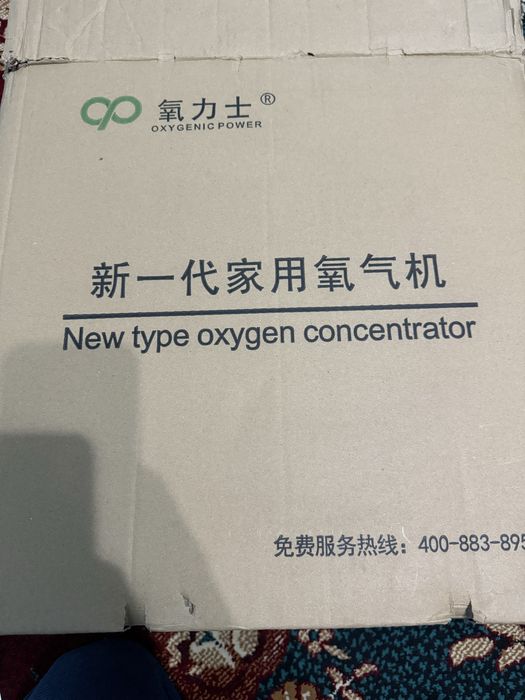 氧力士®
OXYGENIC POWER
新一代家用氧气机
New type oxygen concentrator
免费服务热线：400-883-895